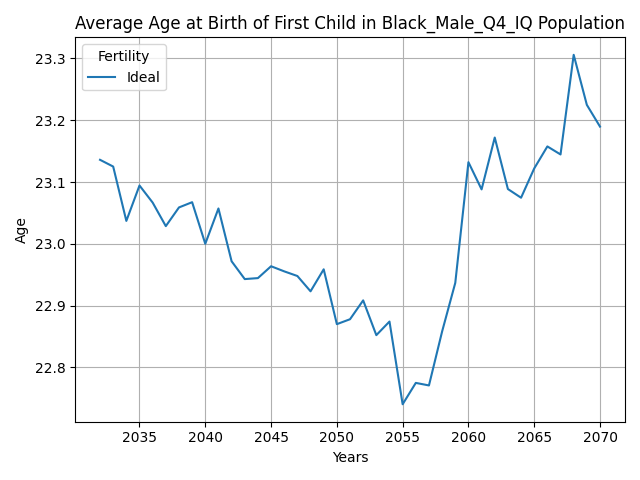 Average Age at Birth of First Child in Black_Male_Q4_IQ Population
Fertility
Ideal
23.3
23.2
23.1
23.0
22.9
22.8
Age
2035 2040 2045 2050 2055 2060 2065 2070
Years